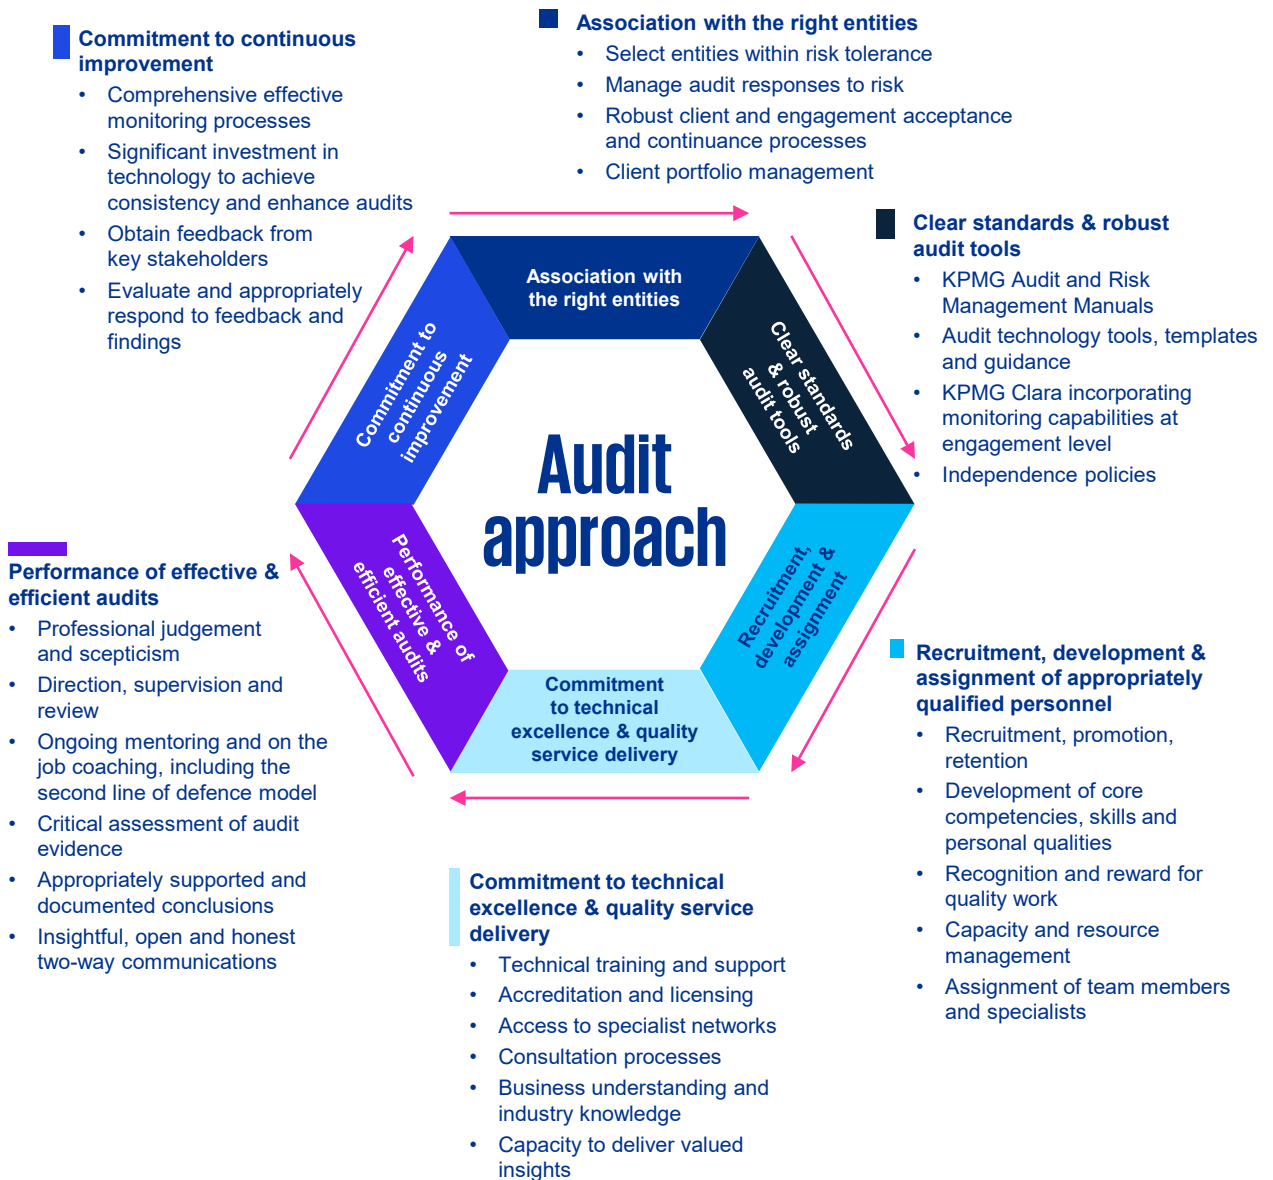 Commitment to continuous
improvement
• Comprehensive effective
monitoring processes
• Significant investment in
technology to achieve
consistency and enhance audits
• Obtain feedback from
key stakeholders
• Evaluate and appropriately
respond to feedback and
findings
Association with the right entities
• Select entities within risk tolerance
• Manage audit responses to risk
• Robust client and engagement acceptance
and continuance processes
• Client portfolio management
Clear standards & robust
audit tools
• KPMG Audit and Risk
Management Manuals
• Audit technology tools, templates
and guidance
• KPMG Clara incorporating
monitoring capabilities at
engagement level
• Independence policies
Association with
the right entities
Clear standards
& robust
audit tools
Recruitment,
development &
assignment
Commitment
to technical
excellence & quality
service delivery
Performance of
effective &
efficient audits
Commitment to
continuous
improvement
Audit
approach
Performance of effective &
efficient audits
• Professional judgement
and scepticism
• Direction, supervision and
review
• Ongoing mentoring and on the
job coaching, including the
second line of defence model
• Critical assessment of audit
evidence
• Appropriately supported and
documented conclusions
• Insightful, open and honest
two-way communications
Recruitment, development &
assignment of appropriately
qualified personnel
• Recruitment, promotion,
retention
• Development of core
competencies, skills and
personal qualities
• Recognition and reward for
quality work
• Capacity and resource
management
• Assignment of team members
and specialists
Commitment to technical
excellence & quality service
delivery
• Technical training and support
• Accreditation and licensing
• Access to specialist networks
• Consultation processes
• Business understanding and
industry knowledge
• Capacity to deliver valued
insights